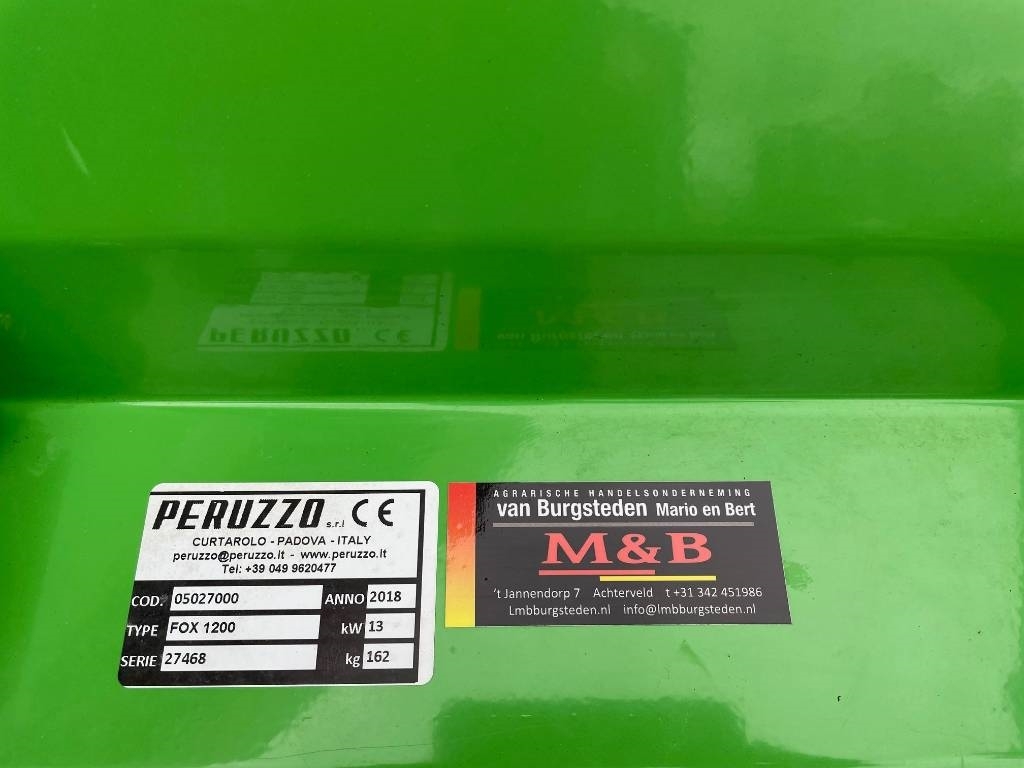 PERUZZO s.r.l CE
CURTAROLO - PADOVA - ITALY
peruzzo@peruzzo.it - www.peruzzo.it
Tel: +39 049 9620477
COD. 05027000 ANNO 2018
TYPE FOX 1200 kW 13
SERIE 27468 kg 162
AGRARISCHE HANDELSONDERNEMING
van Burgsteden Mario en Bert
M&B
't Jannendorp 7 Achterveld t +31 342 451986
Lmbburgsteden.nl info@lmbburgsteden.nl